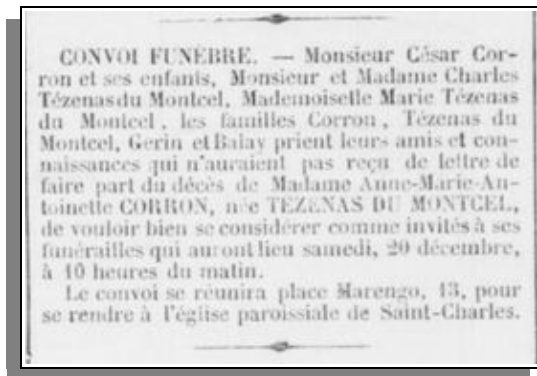 CONVOI FUNÈBRE. — Monsieur César Cor-
ron et ses enfants, Monsieur et Madame Charles
Tézenas du Montcel, Mademoiselle Marie Tézenas
du Montcel, les familles Corron, Tézenas du
Montcel, Gerin et Balay prient leurs amis et con-
naissances qui n'auraient pas reçu de lettre de
faire part du décès de Madame Anne-Marie-An-
toinette CORRON, née TEZENAS DU MONTCEL,
de vouloir bien se considérer comme invités à ses
funérailles qui auront lieu samedi, 20 décembre,
à 10 heures du matin.
Le convoi se réunira place Marengo, 13, pour
se rendre à l'église paroissiale de Saint-Charles.